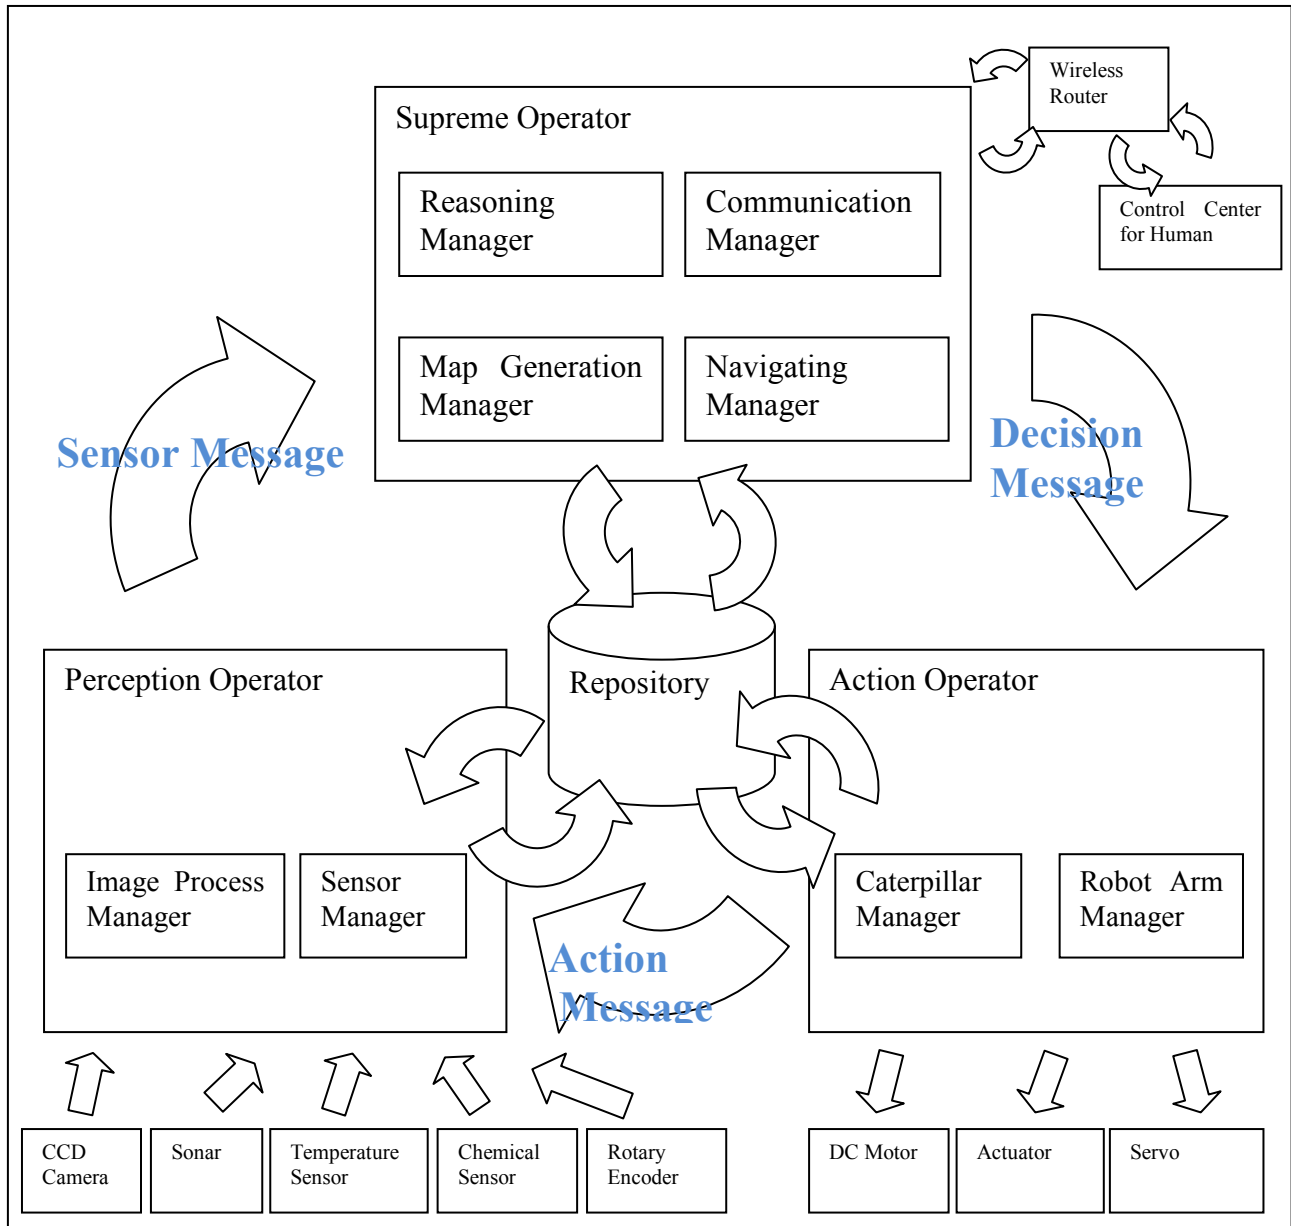 Wireless
Router
Supreme Operator
Reasoning
Manager
Communication
Manager
Control Center
for Human
Map Generation
Manager
Navigating
Manager
Sensor Message
Decision
Message
Perception Operator
Repository
Action Operator
Image Process
Manager
Sensor
Manager
Caterpillar
Manager
Robot Arm
Manager
Action
Message
CCD
Camera
Sonar
Temperature
Sensor
Chemical
Sensor
Rotary
Encoder
DC Motor
Actuator
Servo